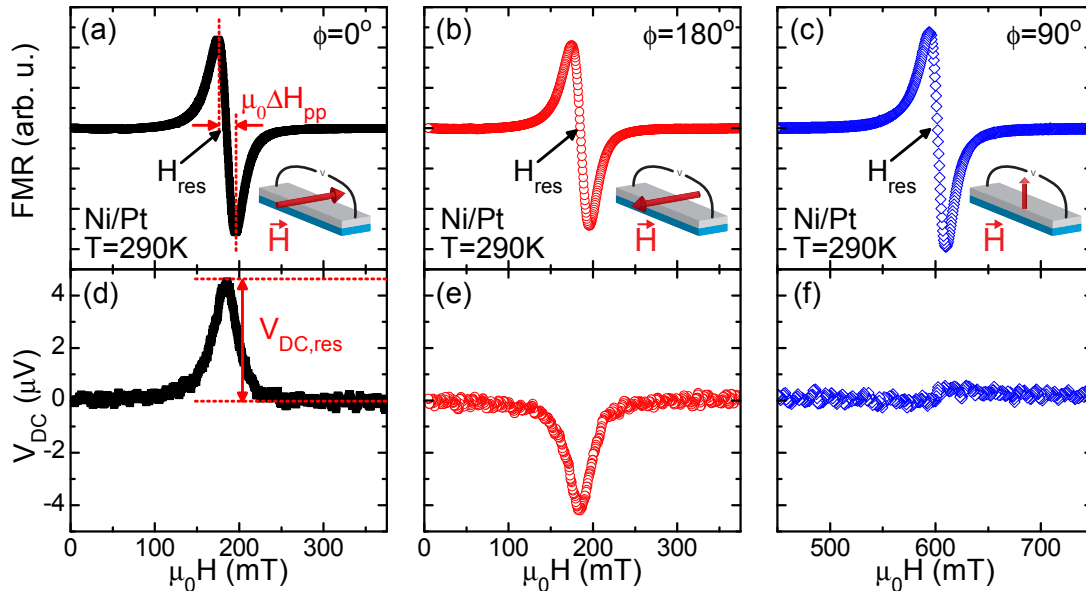 (a)
ϕ=0°
μ₀ΔHpp
Hres
Ni/Pt
T=290K
H
v
FMR (arb. u.)
(b)
ϕ=180°
Hres
Ni/Pt
T=290K
H
v
(c)
ϕ=90°
Hres
Ni/Pt
T=290K
H
v
(d)
VDC,res
VDC (μV)
4
2
0
-2
-4
0 100 200 300
μ₀H (mT)
(e)
0 100 200 300
μ₀H (mT)
(f)
500 600 700
μ₀H (mT)